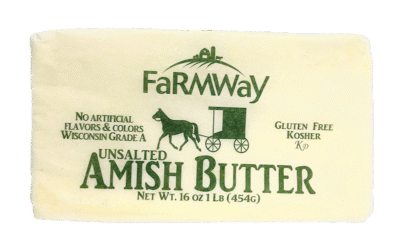 FaRMWay
No Artificial
Flavors & Colors
Wisconsin Grade A
Gluten Free
Kosher
Unsalted
Amish Butter
Net Wt. 16 oz 1 Lb (454g)